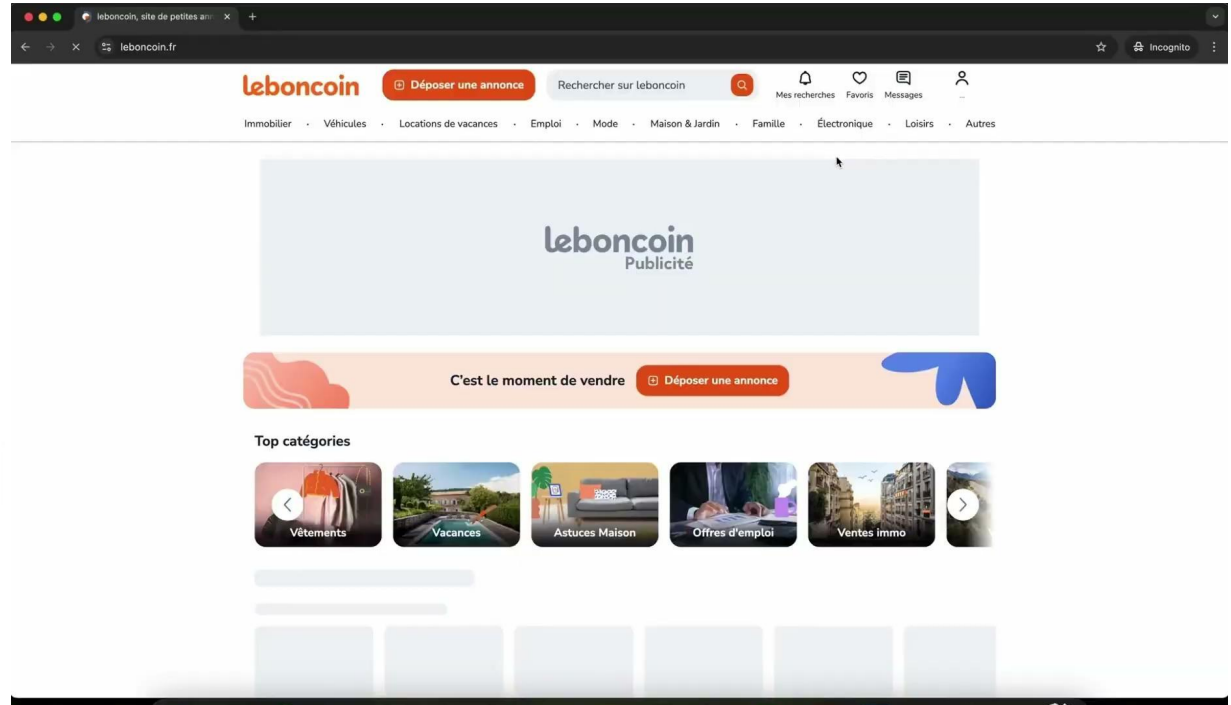 leboncoin, site de petites ann
leboncoin.fr
Incognito
leboncoin
Déposer une annonce
Rechercher sur leboncoin
Mes recherches
Favoris
Messages
...
Immobilier · Véhicules · Locations de vacances · Emploi · Mode · Maison & Jardin · Famille · Électronique · Loisirs · Autres
leboncoin
Publicité
C'est le moment de vendre
Déposer une annonce
Top catégories
Vêtements
Vacances
Astuces Maison
Offres d'emploi
Ventes immo